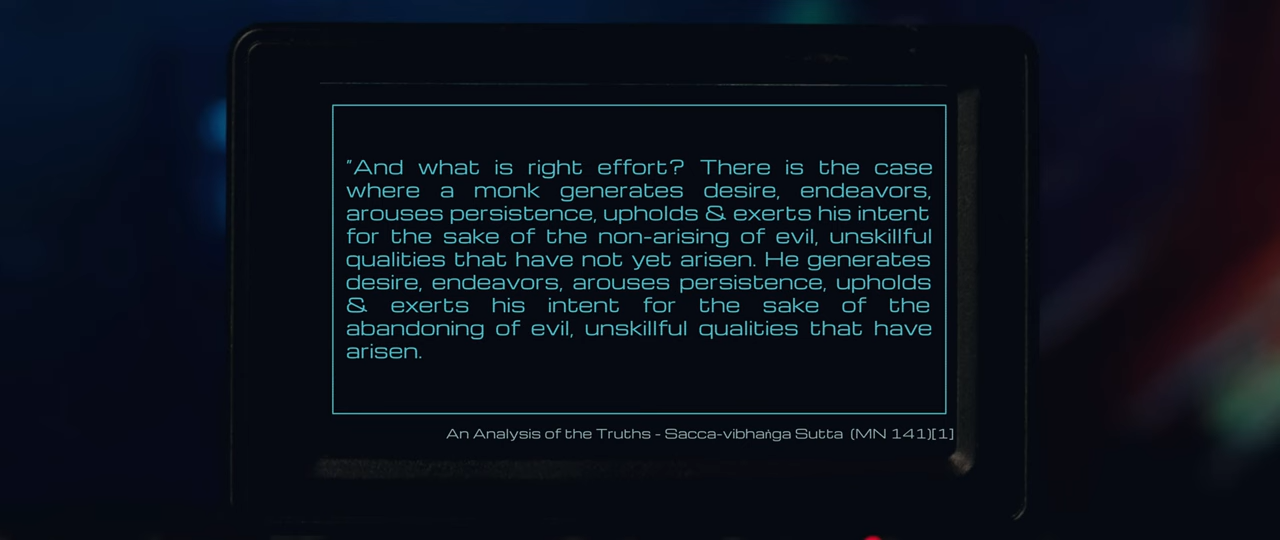 "And what is right effort? There is the case
where a monk generates desire, endeavors,
arouses persistence, upholds & exerts his intent
for the sake of the non-arising of evil, unskillful
qualities that have not yet arisen. He generates
desire, endeavors, arouses persistence, upholds
& exerts his intent for the sake of the
abandoning of evil, unskillful qualities that have
arisen.
An Analysis of the Truths - Sacca-vibhaṅga Sutta (MN 141)[1]